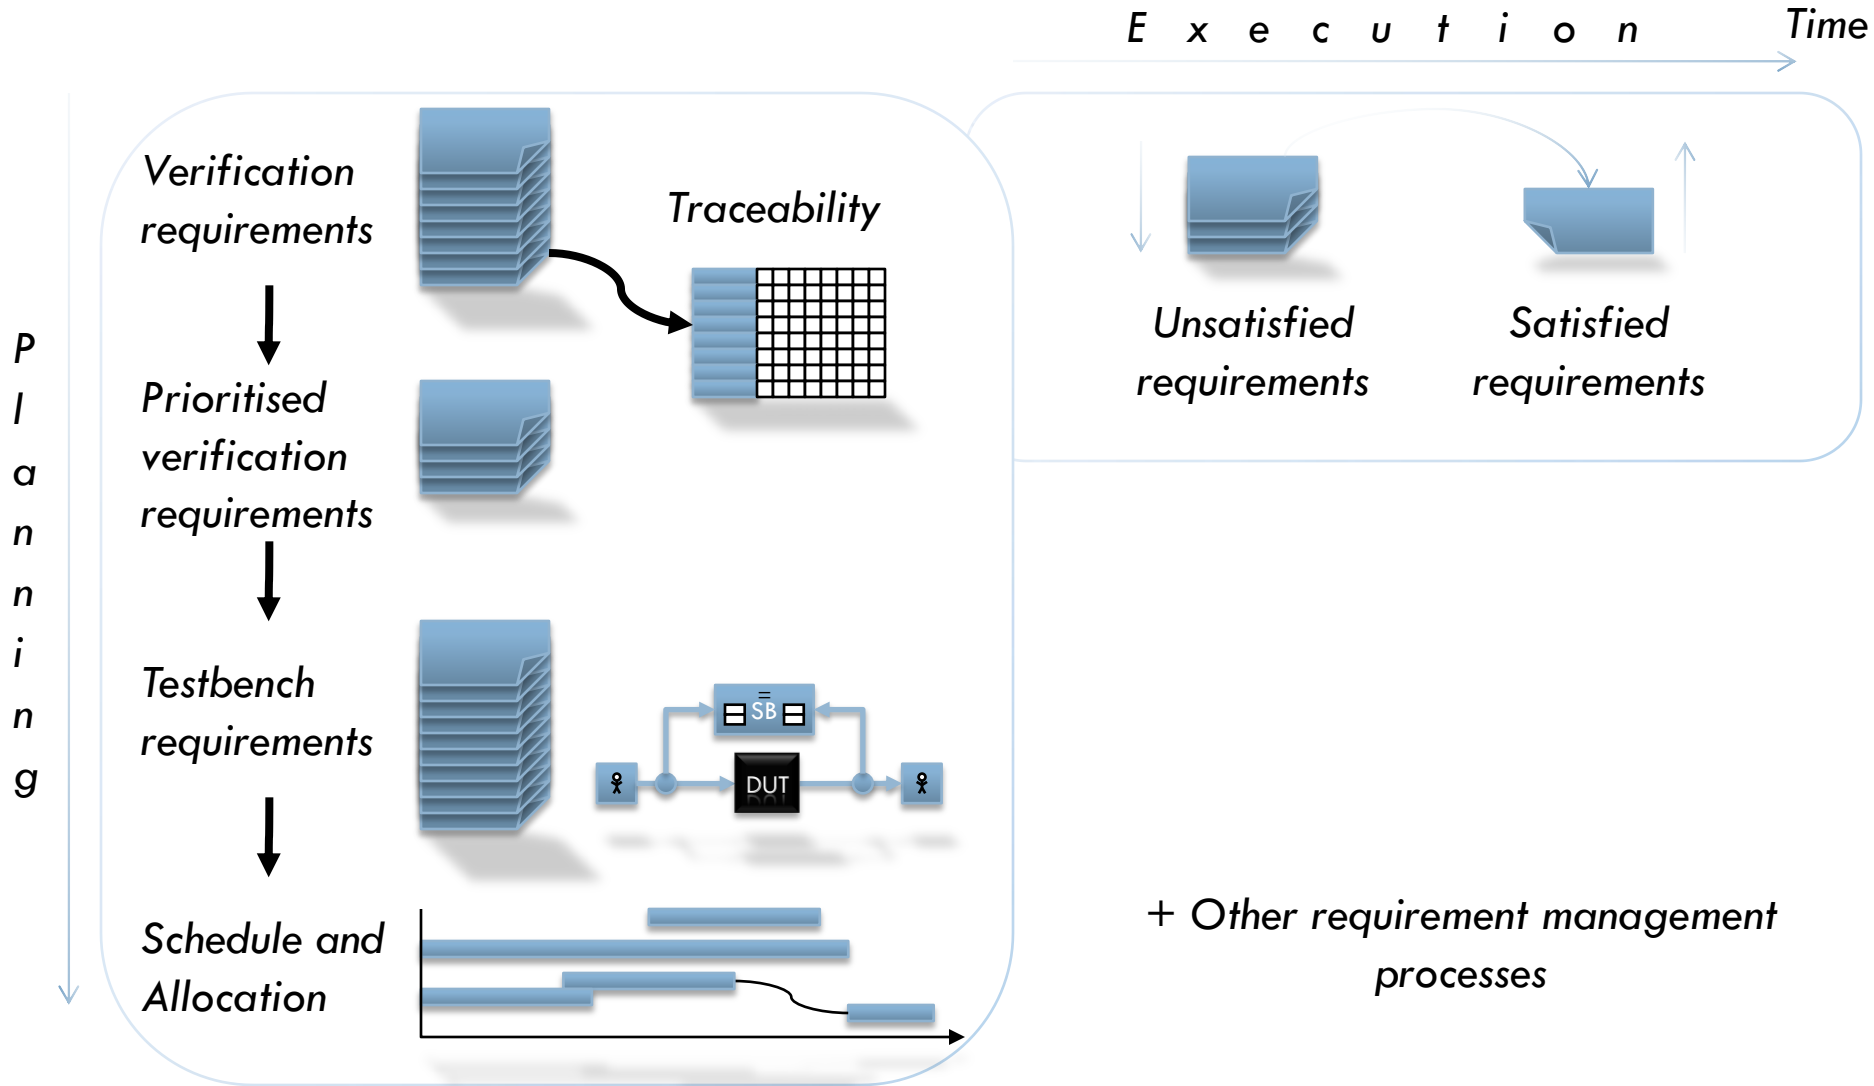 E x e c u t i o n
Time
Planning
Verification
requirements
Traceability
Prioritised
verification
requirements
Testbench
requirements
=
SB
DUT
Schedule and
Allocation
Unsatisfied
requirements
Satisfied
requirements
+ Other requirement management
processes